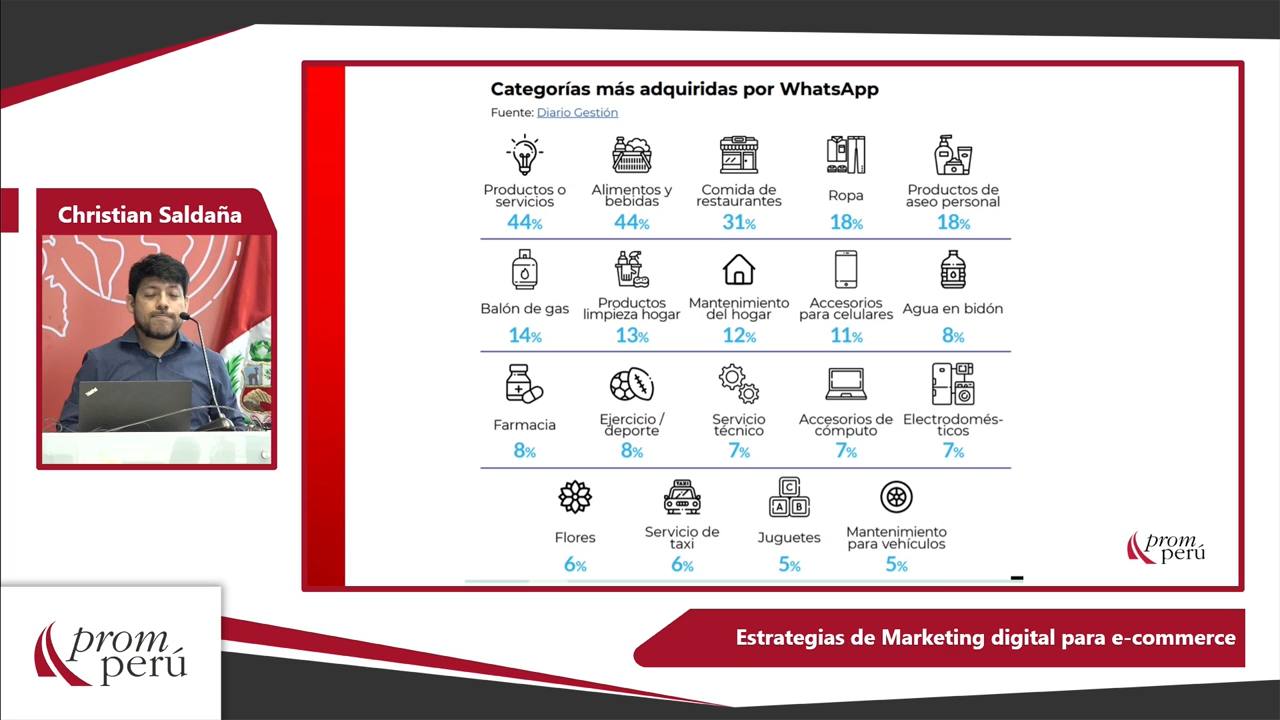 Categorías más adquiridas por WhatsApp
Fuente: Diario Gestión
Productos o
servicios
44%
Alimentos y
bebidas
44%
Comida de
restaurantes
31%
Ropa
18%
Productos de
aseo personal
18%
Balón de gas
14%
Productos
limpieza hogar
13%
Mantenimiento
del hogar
12%
Accesorios
para celulares
11%
Agua en bidón
8%
Farmacia
8%
Ejercicio /
deporte
8%
Servicio
técnico
7%
Accesorios de
cómputo
7%
Electrodomés-
ticos
7%
TAXI
Flores
6%
Servicio de
taxi
6%
C
A B
Juguetes
5%
Mantenimiento
para vehículos
5%
prom
perú
Christian Saldaña
Estrategias de Marketing digital para e-commerce
prom
perú